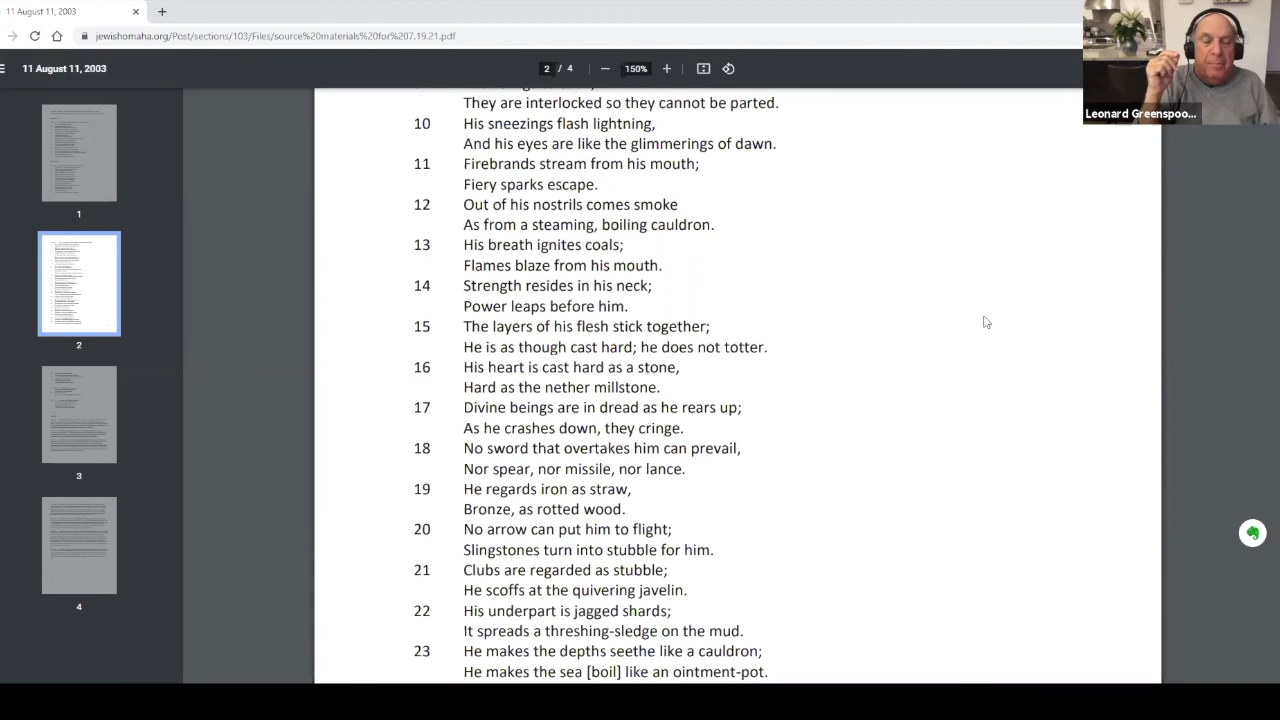 11 August 11, 2003
jewishomaha.org/Post/sections/103/Files/source%20materials%20for%207.19.21.pdf
11 August 11, 2003
2 / 4
150%
Leonard Greenspoo...
They are interlocked so they cannot be parted.
10 His sneezings flash lightning,
And his eyes are like the glimmerings of dawn.
11 Firebrands stream from his mouth;
Fiery sparks escape.
12 Out of his nostrils comes smoke
As from a steaming, boiling cauldron.
13 His breath ignites coals;
Flames blaze from his mouth.
14 Strength resides in his neck;
Power leaps before him.
15 The layers of his flesh stick together;
He is as though cast hard; he does not totter.
16 His heart is cast hard as a stone,
Hard as the nether millstone.
17 Divine beings are in dread as he rears up;
As he crashes down, they cringe.
18 No sword that overtakes him can prevail,
Nor spear, nor missile, nor lance.
19 He regards iron as straw,
Bronze, as rotted wood.
20 No arrow can put him to flight;
Slingstones turn into stubble for him.
21 Clubs are regarded as stubble;
He scoffs at the quivering javelin.
22 His underpart is jagged shards;
It spreads a threshing-sledge on the mud.
23 He makes the depths seethe like a cauldron;
He makes the sea [boil] like an ointment-pot.
1
2
3
4